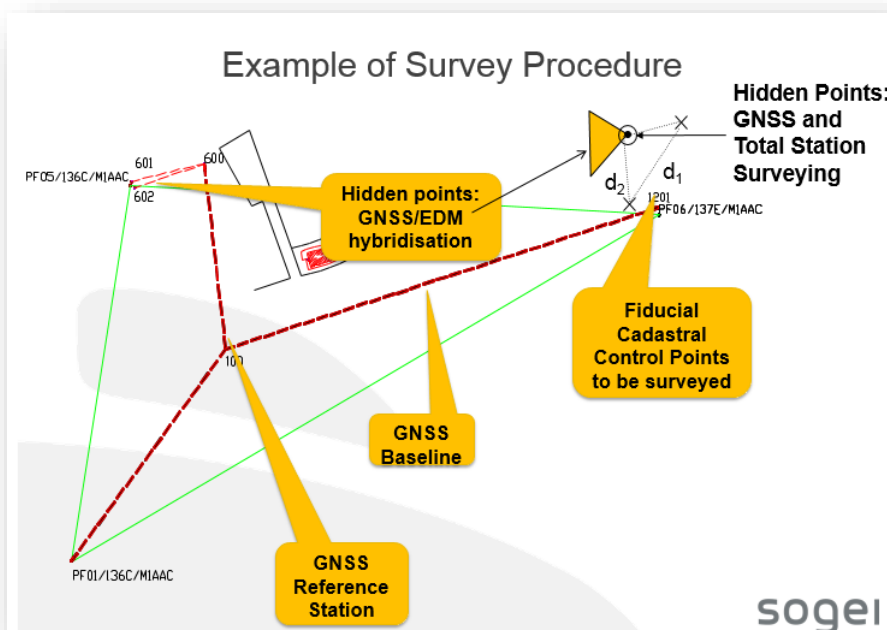 Example of Survey Procedure
Hidden Points:
GNSS and
Total Station
Surveying
601
600
PF05/136C/M1AAC
602
Hidden points:
GNSS/EDM
hybridisation
d1
d2
1201
PF06/137E/M1AAC
Fiducial
Cadastral
Control Points
to be surveyed
100
GNSS
Baseline
GNSS
Reference
Station
PF01/136C/M1AAC
sogei